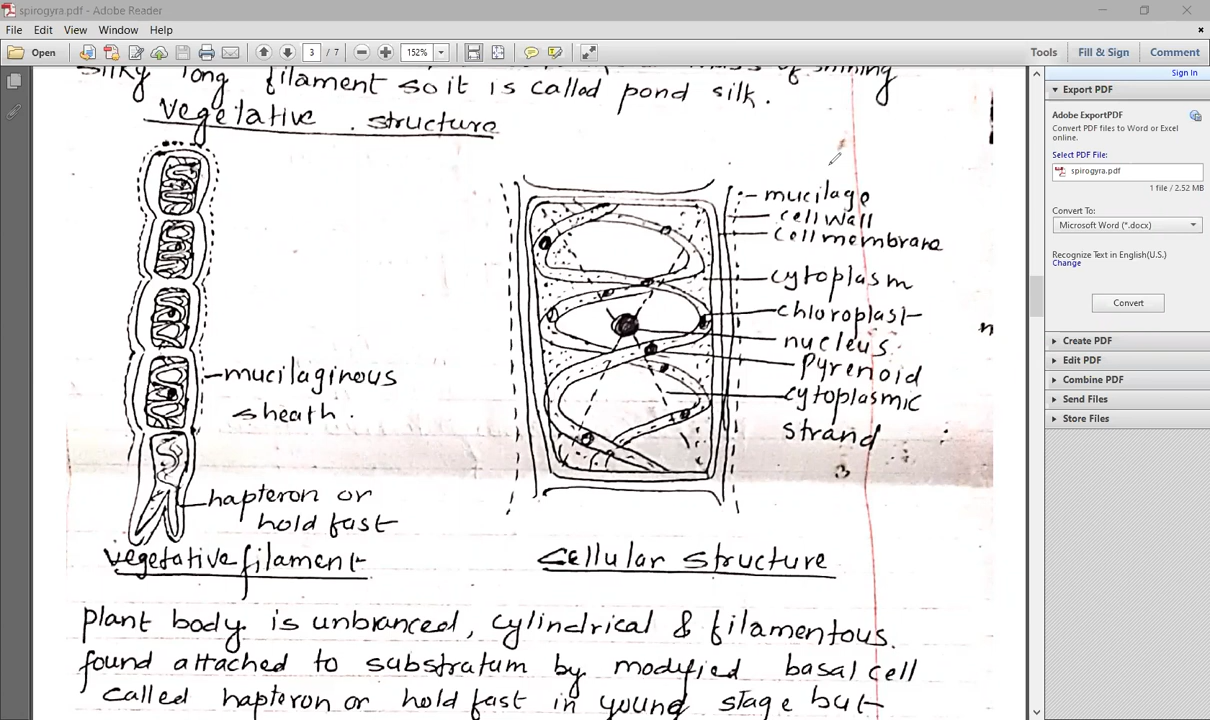 spirogyra.pdf - Adobe Reader
File Edit View Window Help
Open 3 / 7 152% Tools Fill & Sign Comment
Sign In
Export PDF
Adobe ExportPDF
Convert PDF files to Word or Excel
online.
Select PDF File:
spirogyra.pdf
1 file / 2.52 MB
Convert To:
Microsoft Word (*.docx)
Recognize Text in English(U.S.)
Change
Convert
Create PDF
Edit PDF
Combine PDF
Send Files
Store Files
silky long filament mass of shining
so it is called pond silk.
vegetative structure
mucilaginous
sheath.
hapteron or
hold fast
vegetative filament
mucilage
cell wall
cell membrane
cytoplasm
chloroplast
nucleus
Pyrenoid
cytoplasmic
strand
cellular structure
plant body is unbranced, cylindrical & filamentous.
found attached to substratum by modified basal cell
called hapteron or hold fast in young stage but